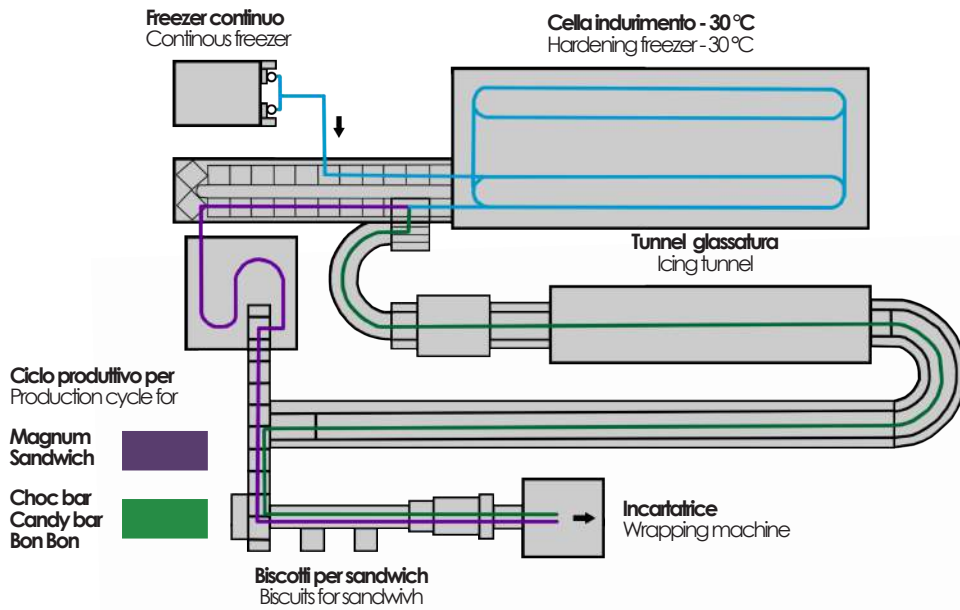 Freezer continuo
Continous freezer
Cella indurimento - 30 °C
Hardening freezer - 30 °C
Tunnel glassatura
Icing tunnel
Ciclo produttivo per
Production cycle for
Magnum
Sandwich
Choc bar
Candy bar
Bon Bon
Incartatrice
Wrapping machine
Biscotti per sandwich
Biscuits for sandwivh